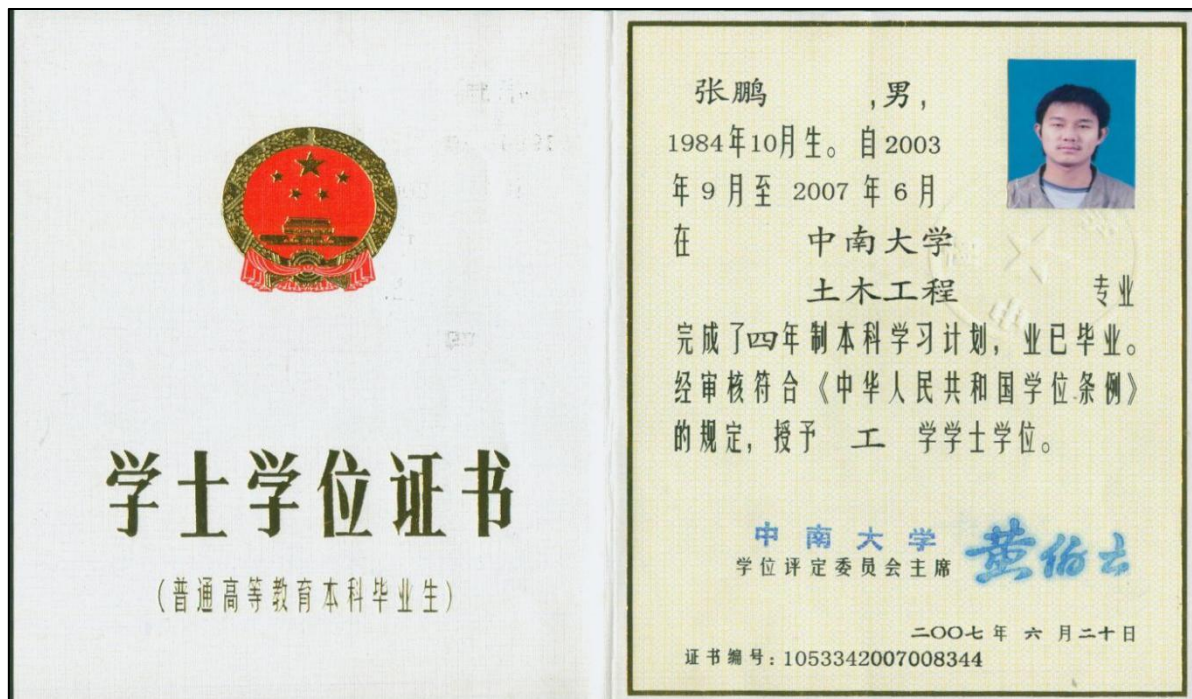 学士学位证书
(普通高等教育本科毕业生)
张鹏 ,男,
1984年10月生。自2003
年9月至 2007 年 6 月
在 中南大学
土木工程 专业
完成了四年制本科学习计划, 业已毕业。
经审核符合《中华人民共和国学位条例》
的规定, 授予 工 学学士学位。
中南大学
学位评定委员会主席 黄伯云
二〇〇七年 六 月二十日
证书编号: 1053342007008344